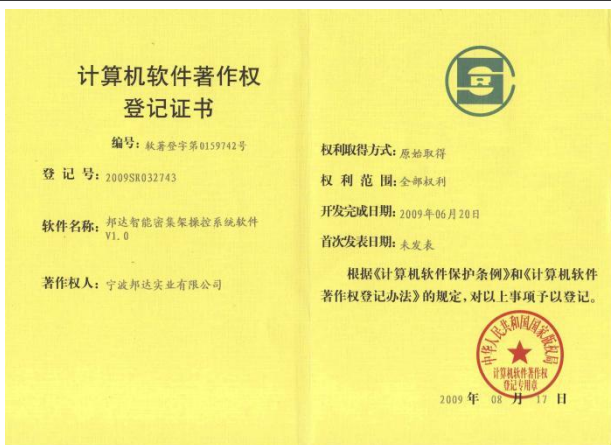 计算机软件著作权
登记证书
编号：软著登字第0159742号
登 记 号：2009SR032743
软件名称：邦达智能密集架操控系统软件
V1.0
著作权人：宁波邦达实业有限公司
权利取得方式：原始取得
权 利 范 围：全部权利
开发完成日期：2009年06月20日
首次发表日期：未发表
根据《计算机软件保护条例》和《计算机软件
著作权登记办法》的规定，对以上事项予以登记。
中华人民共和国国家版权局
计算机软件著作权
登记专用章
2009 年 08 月 17 日